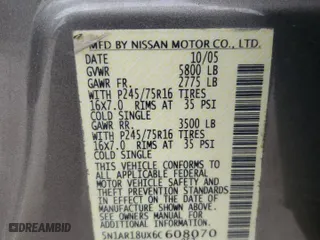 MFD. BY NISSAN MOTOR CO., LTD.
DATE 10/05
GVWR 5800 LB
GAWR FR. 2775 LB
WITH P245/75R16 TIRES
16X7.0 RIMS AT 35 PSI
COLD SINGLE
GAWR RR. 3500 LB
WITH P245/75R16 TIRES
16X7.0 RIMS AT 35 PSI
COLD SINGLE
THIS VEHICLE CONFORMS TO ALL
APPLICABLE FEDERAL MOTOR
VEHICLE SAFETY AND THEFT
PREVENTION STANDARDS IN EFFECT
ON THE DATE OF MANUFACTURE
SHOWN ABOVE. SEE OWNERS MANUAL
FOR ADDITIONAL INFORMATION.
5N1AR18UX6C608070
DREAMBID